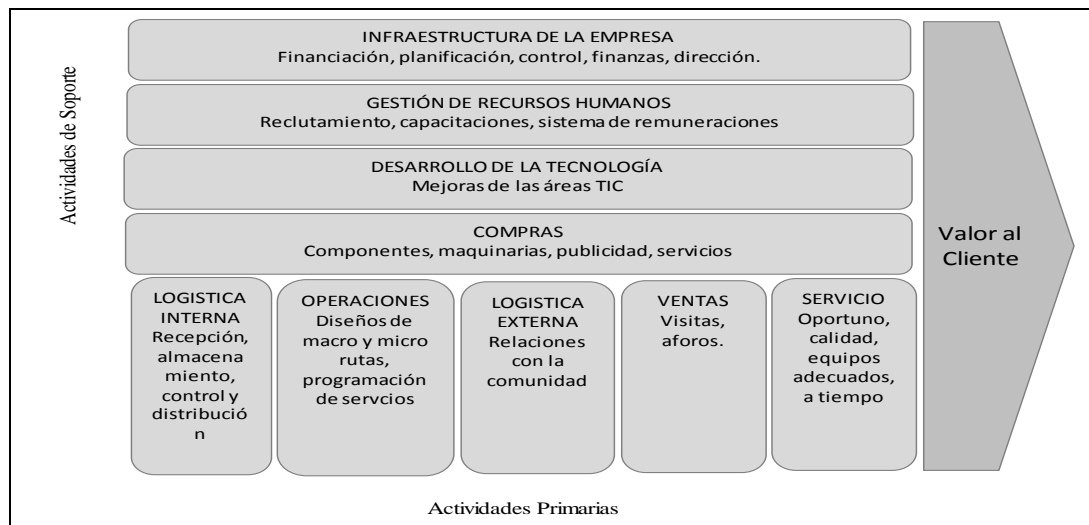 Actividades de Soporte
INFRAESTRUCTURA DE LA EMPRESA
Financiación, planificación, control, finanzas, dirección.
GESTIÓN DE RECURSOS HUMANOS
Reclutamiento, capacitaciones, sistema de remuneraciones
DESARROLLO DE LA TECNOLOGÍA
Mejoras de las áreas TIC
COMPRAS
Componentes, maquinarias, publicidad, servicios
LOGISTICA
INTERNA
Recepción,
almacena
miento,
control y
distribució
n
OPERACIONES
Diseños de
macro y micro
rutas,
programación
de servcios
LOGISTICA
EXTERNA
Relaciones
con la
comunidad
VENTAS
Visitas,
aforos.
SERVICIO
Oportuno,
calidad,
equipos
adecuados,
a tiempo
Valor al
Cliente
Actividades Primarias